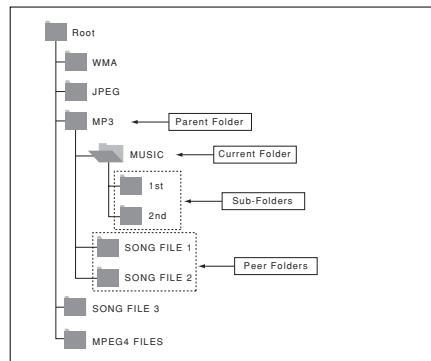 Root
WMA
JPEG
MP3
Parent Folder
MUSIC
Current Folder
1st
2nd
Sub-Folders
SONG FILE 1
SONG FILE 2
Peer Folders
SONG FILE 3
MPEG4 FILES